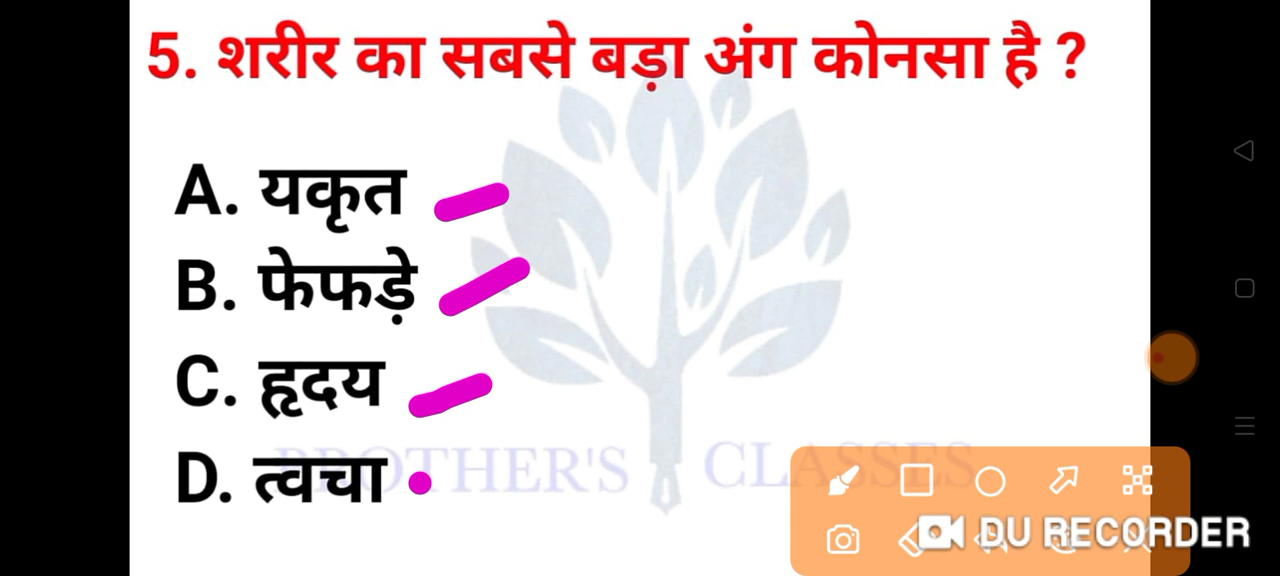 5. शरीर का सबसे बड़ा अंग कोनसा है ?
A. यकृत
B. फेफड़े
C. हृदय
D. त्वचा
BROTHER'S CLASSES
DU RECORDER